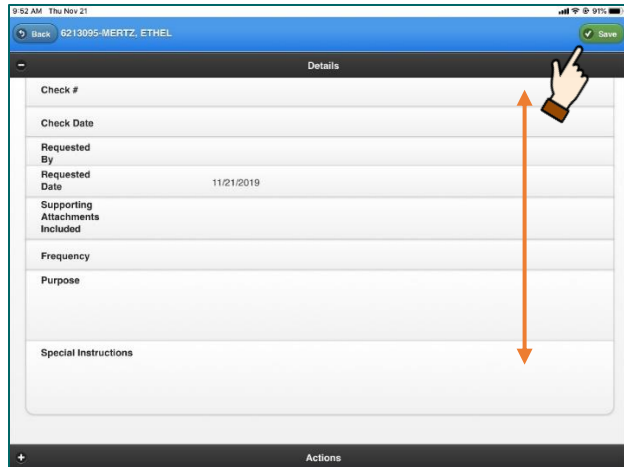 9:52 AM Thu Nov 21
91%
Back 6213095-MERTZ, ETHEL
Save
Details
Check #
Check Date
Requested
By
Requested
Date
11/21/2019
Supporting
Attachments
Included
Frequency
Purpose
Special Instructions
Actions